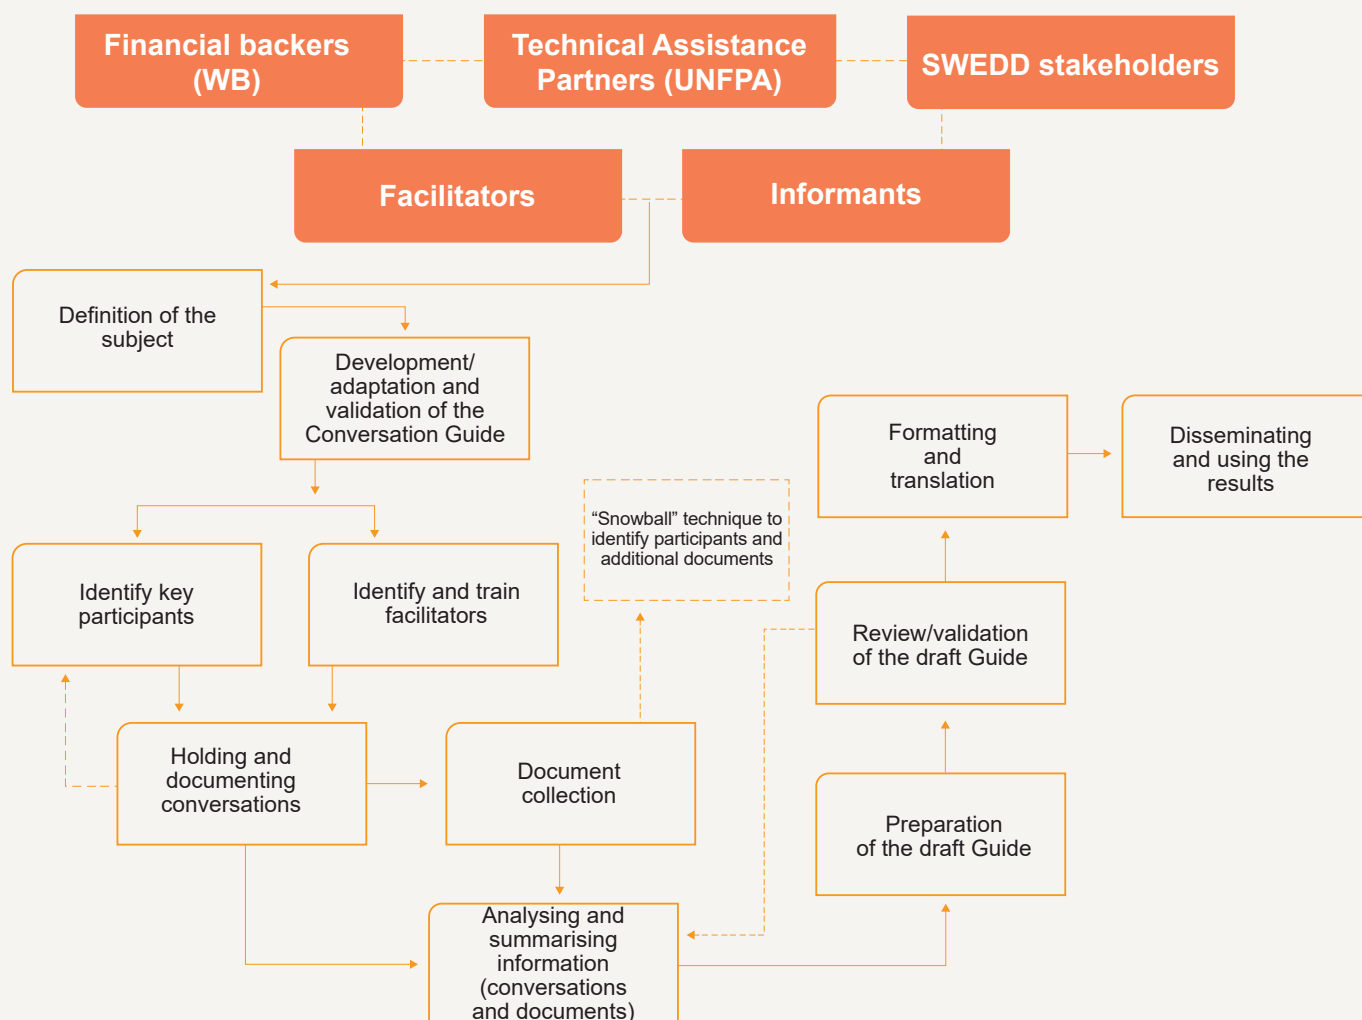 Financial backers
(WB)
Technical Assistance
Partners (UNFPA)
SWEDD stakeholders
Facilitators
Informants
Definition of the
subject
Development/
adaptation and
validation of the
Conversation Guide
Identify key
participants
Identify and train
facilitators
“Snowball” technique to
identify participants and
additional documents
Holding and
documenting
conversations
Document
collection
Analysing and
summarising
information
(conversations
and documents)
Preparation
of the draft Guide
Review/validation
of the draft Guide
Formatting
and
translation
Disseminating
and using the
results